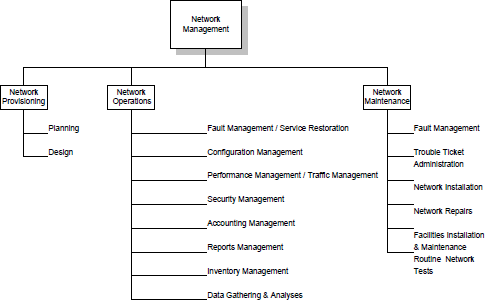 Network
Management
Network
Provisioning
Planning
Design
Network
Operations
Fault Management / Service Restoration
Configuration Management
Performance Management / Traffic Management
Security Management
Accounting Management
Reports Management
Inventory Management
Data Gathering & Analyses
Network
Maintenance
Fault Management
Trouble Ticket
Administration
Network Installation
Network Repairs
Facilities Installation
& Maintenance
Routine Network
Tests